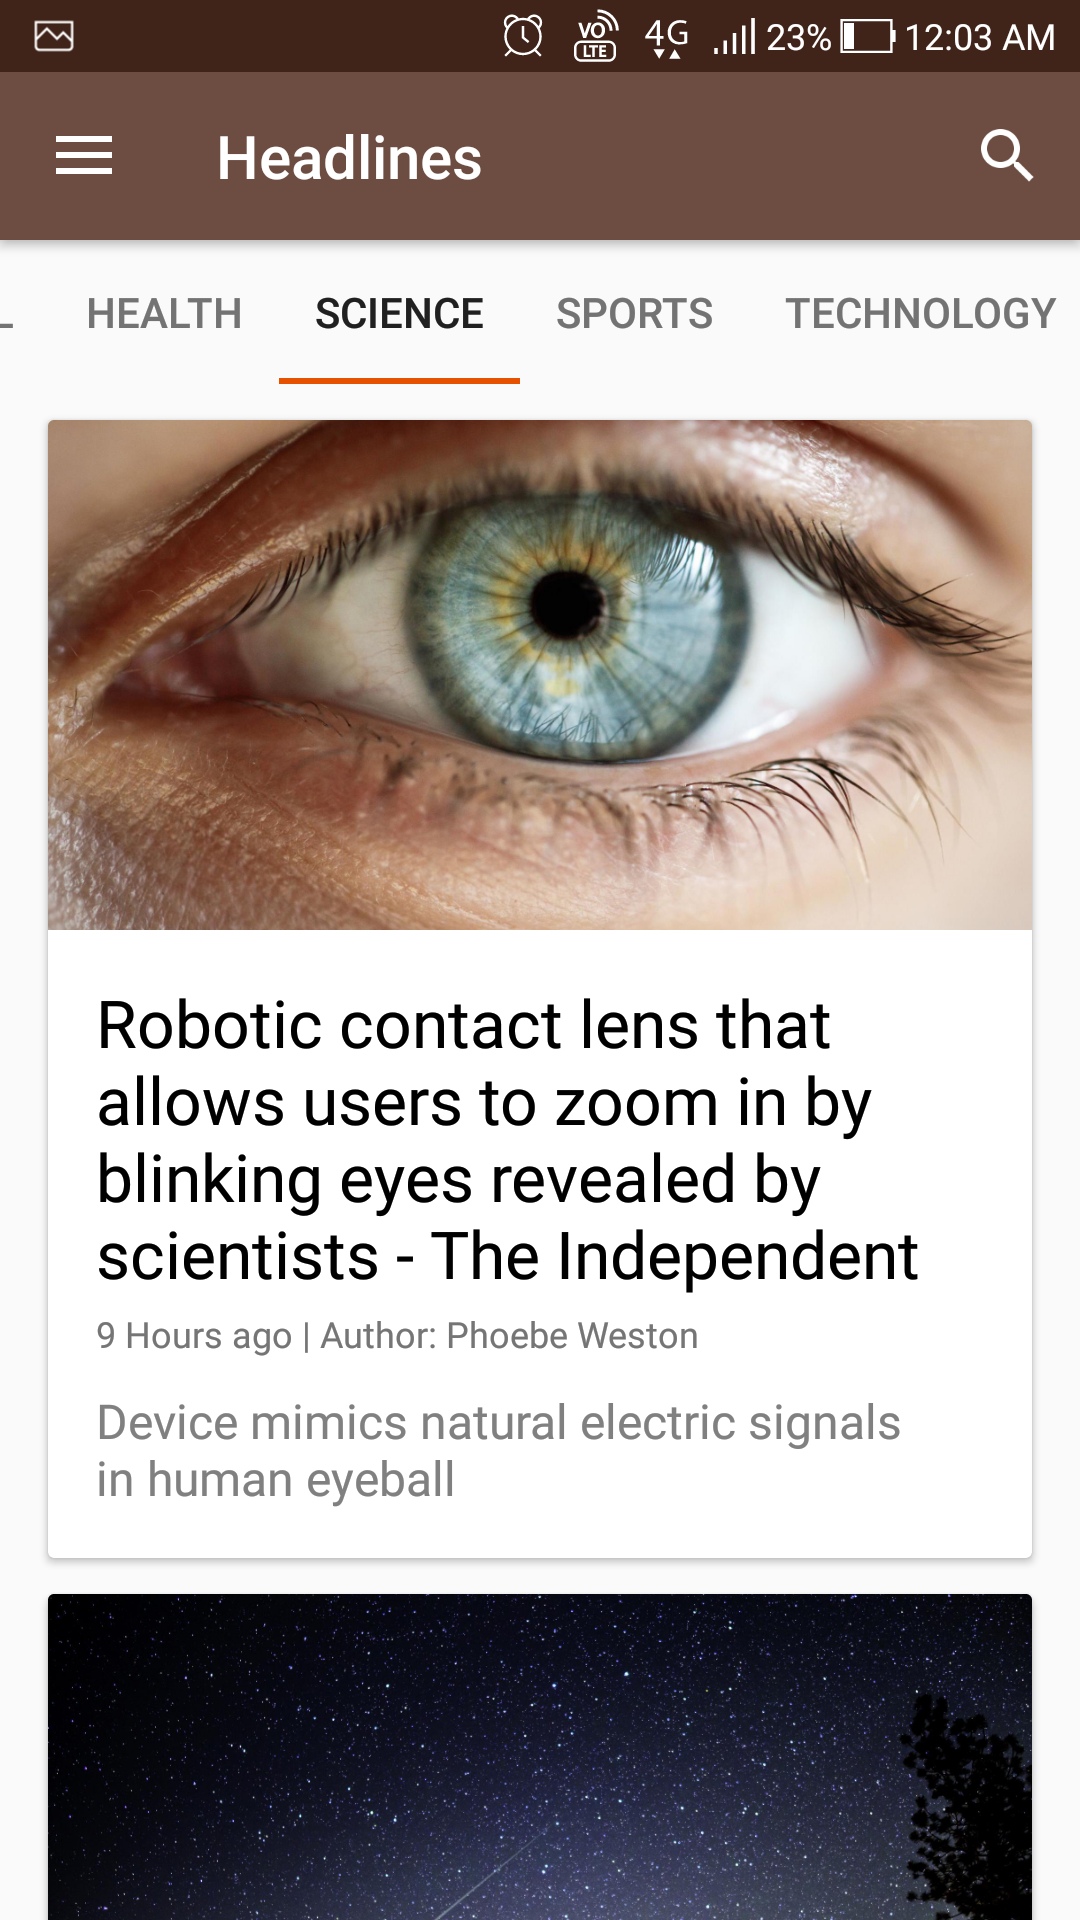 VO
LTE
4G
23%
12:03 AM
Headlines
L HEALTH SCIENCE SPORTS TECHNOLOGY
Robotic contact lens that
allows users to zoom in by
blinking eyes revealed by
scientists - The Independent
9 Hours ago | Author: Phoebe Weston
Device mimics natural electric signals
in human eyeball